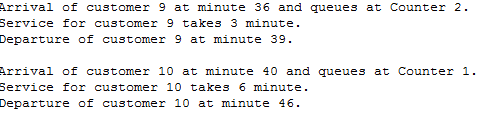 Arrival of customer 9 at minute 36 and queues at Counter 2.
Service for customer 9 takes 3 minute.
Departure of customer 9 at minute 39.
Arrival of customer 10 at minute 40 and queues at Counter 1.
Service for customer 10 takes 6 minute.
Departure of customer 10 at minute 46.